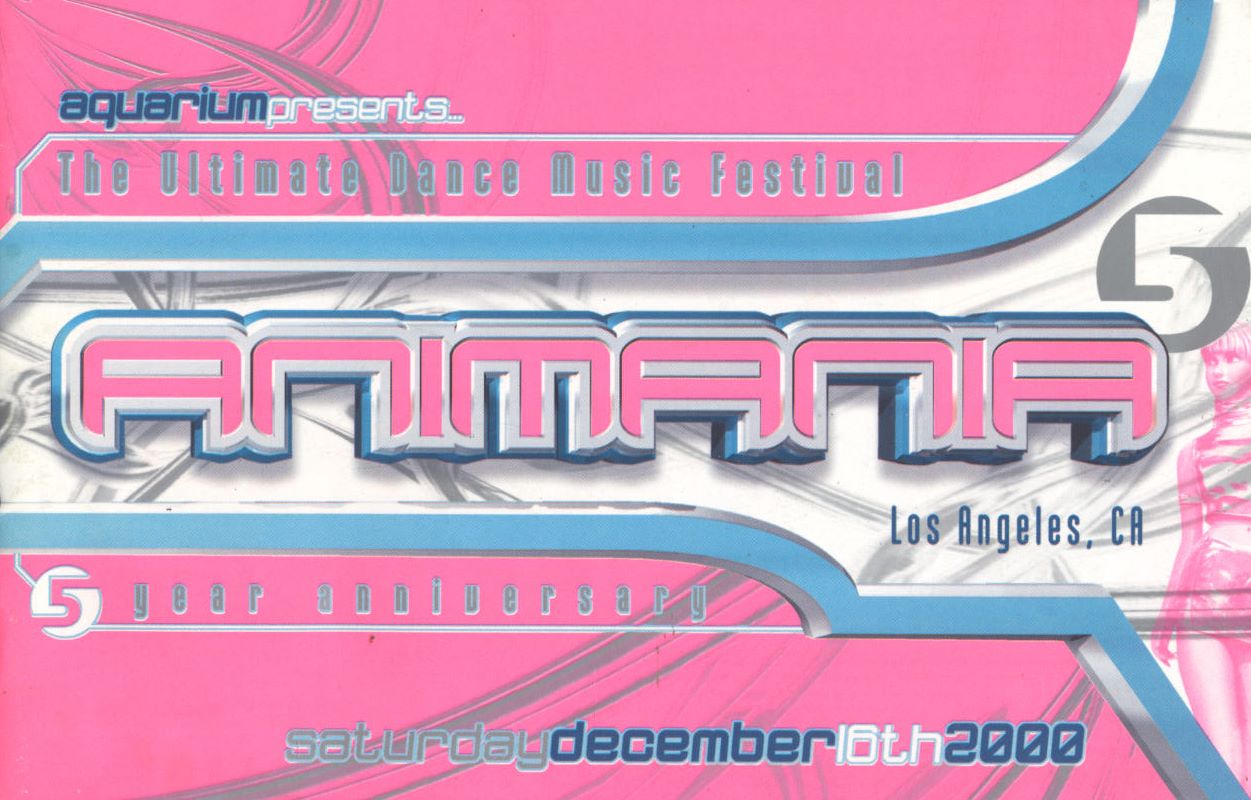 aquariumpresents...
The Ultimate Dance Music Festival
5
ANIMANIA
Los Angeles, CA
5 year anniversary
saturdaydecember16th2000